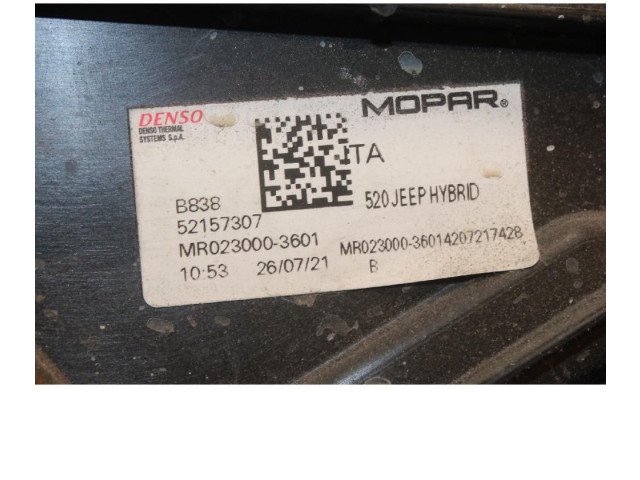 DENSO
DENSO THERMAL
SYSTEMS S.p.A.
MOPAR®
B838
52157307
520 JEEP HYBRID
MR023000-3601
MR023000-36014207217428
10:53 26/07/21 B